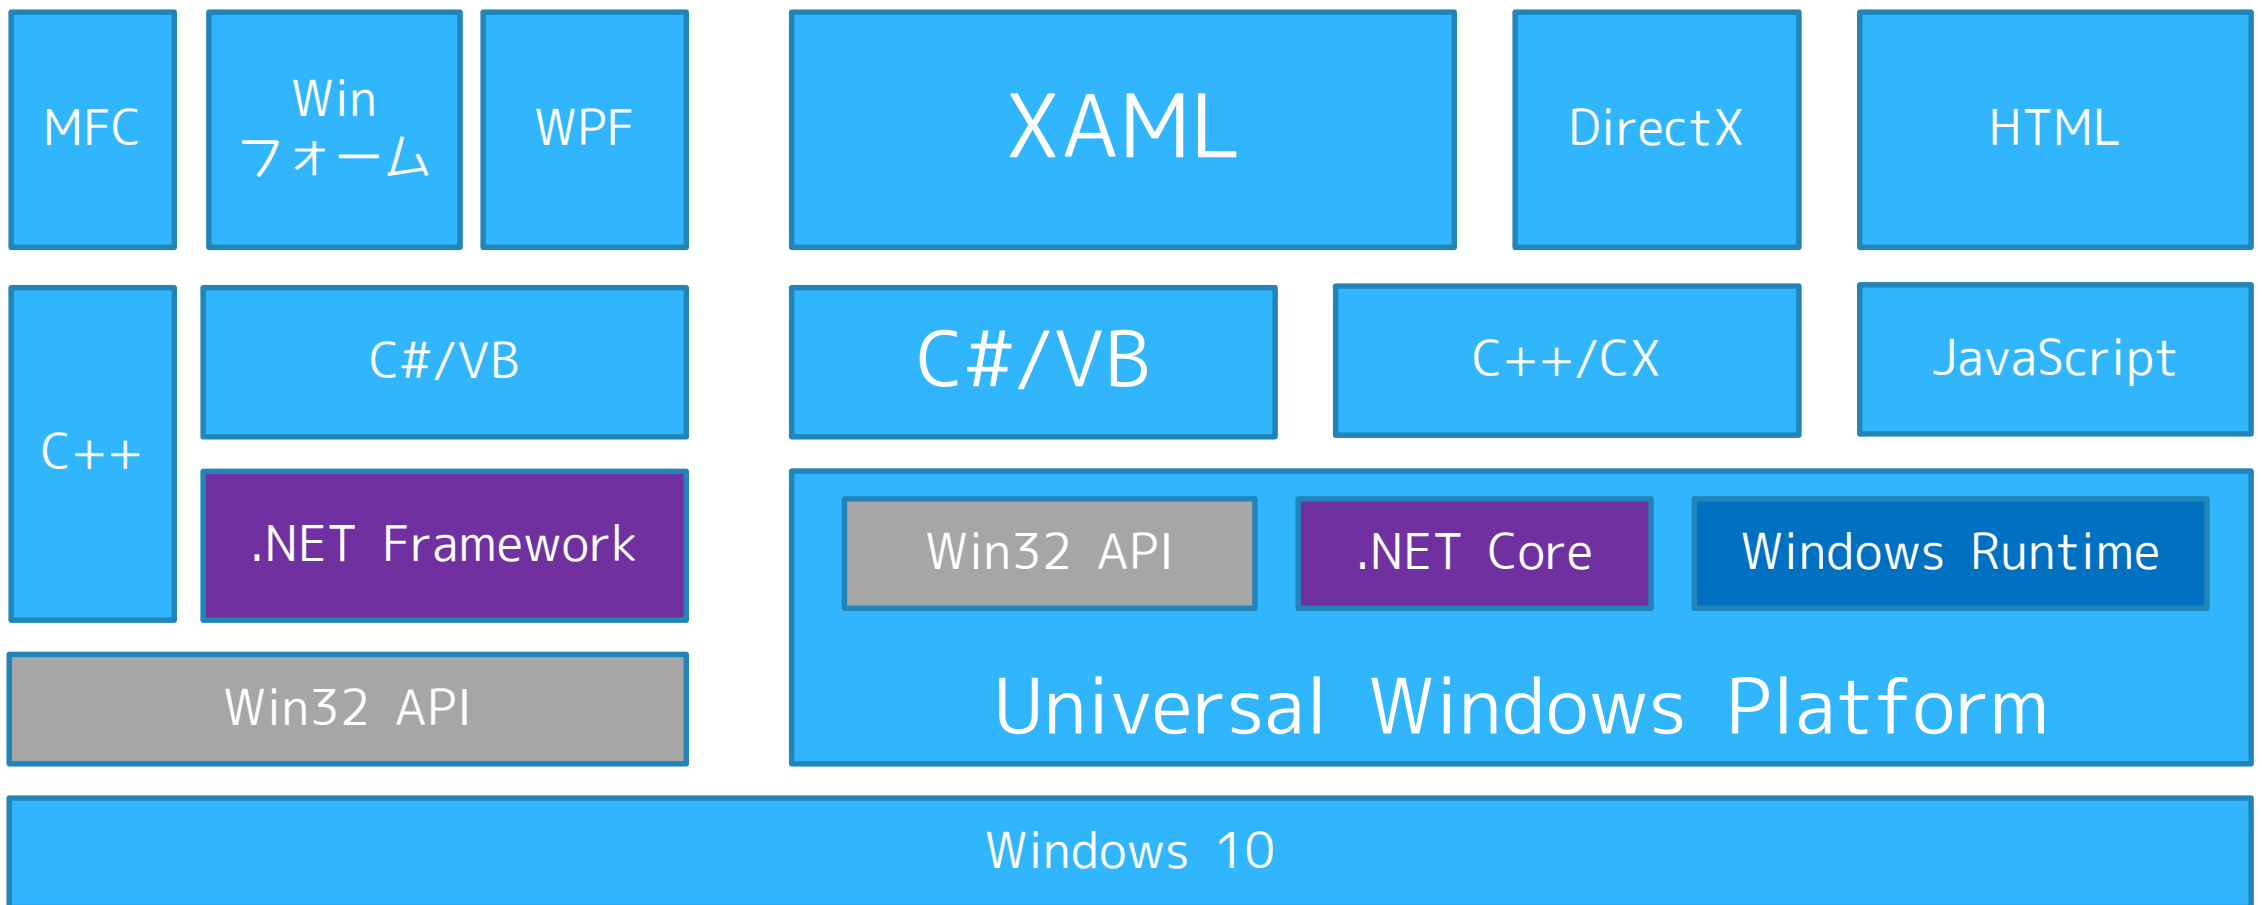 MFC
Win
フォーム
WPF
XAML
DirectX
HTML
C++
C#/VB
C#/VB
C++/CX
JavaScript
.NET Framework
Win32 API
.NET Core
Windows Runtime
Win32 API
Universal Windows Platform
Windows 10